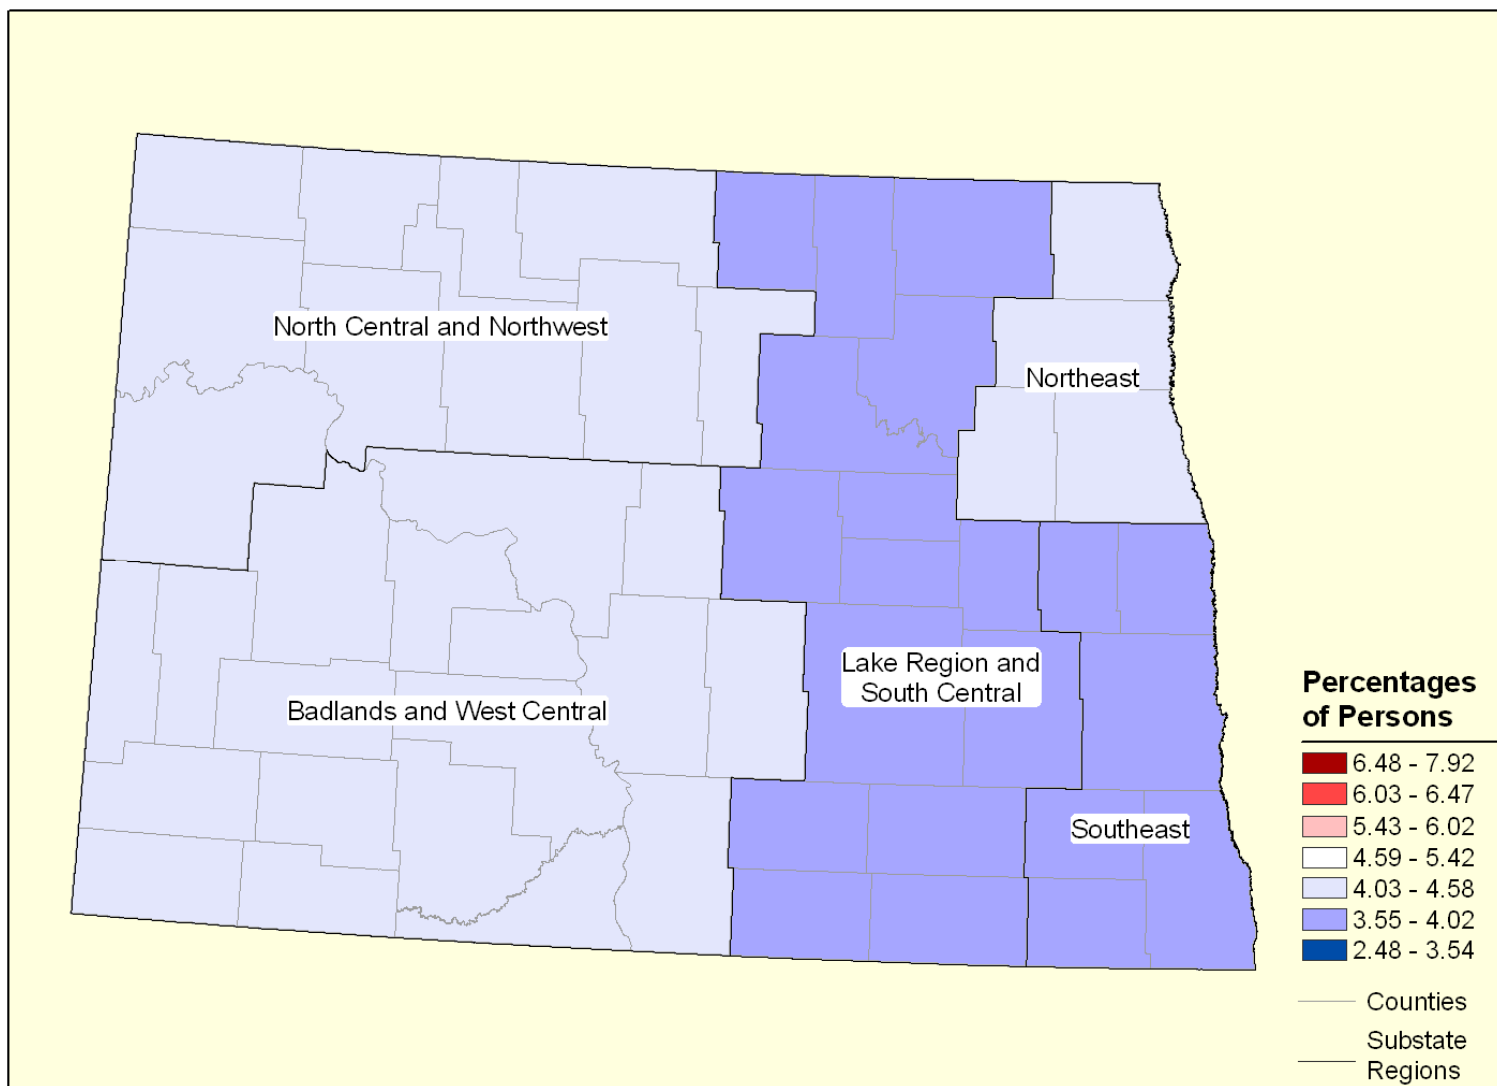 North Central and Northwest
Northeast
Lake Region and
South Central
Badlands and West Central
Southeast
Percentages
of Persons
6.48 - 7.92
6.03 - 6.47
5.43 - 6.02
4.59 - 5.42
4.03 - 4.58
3.55 - 4.02
2.48 - 3.54
Counties
Substate
Regions